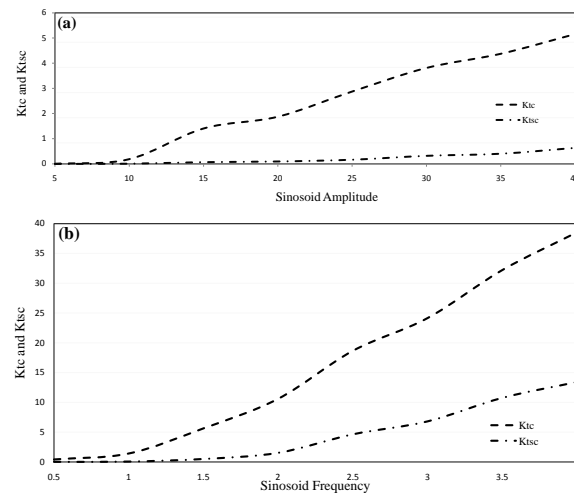 (a)
6
5
4
3
2
1
0
Ktc and Ktsc
Ktc
Ktsc
5 10 15 20 25 30 35 4
Sinosoid Amplitude
(b)
40
35
30
25
20
15
10
5
0
Ktc and Ktsc
Ktc
Ktsc
0.5 1 1.5 2 2.5 3 3.5
Sinusoid Frequency